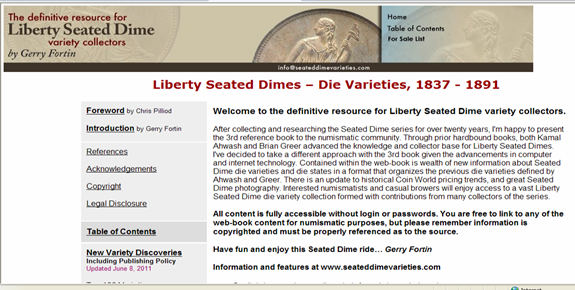 The definitive resource for
Liberty Seated Dime
variety collectors
by Gerry Fortin
Home
Table of Contents
For Sale List
info@seateddimevarieties.com
Liberty Seated Dimes – Die Varieties, 1837 - 1891
Foreword by Chris Pilliod
Introduction by Gerry Fortin
References
Acknowledgements
Copyright
Legal Disclosure
Table of Contents
New Variety Discoveries
Including Publishing Policy
Updated June 8, 2011
Welcome to the definitive resource for Liberty Seated Dime variety collectors.
After collecting and researching the Seated Dime series for over twenty years, I'm happy to present
the 3rd reference book to the numismatic community. Through prior hardbound books, both Kamal
Ahwash and Brian Greer advanced the knowledge and collector base for Liberty Seated Dimes.
I've decided to take a different approach with the 3rd book given the advancements in computer
and internet technology. Contained within the web-book is wealth of new information about Seated
Dime die varieties and die states in a format that organizes the previous die varieties defined by
Ahwash and Greer. There is an update to historical Coin World pricing trends, and great Seated
Dime photography. Interested numismatists and casual browers will enjoy access to a vast Liberty
Seated Dime die variety collection formed with contributions from many collectors of the series.
All content is fully accessible without login or passwords. You are free to link to any of the
web-book content for numismatic purposes, but please remember information is
copyrighted and must be properly referenced as to the source.
Have fun and enjoy this Seated Dime ride… Gerry Fortin
Information and features at www.seateddimevarieties.com
Internet